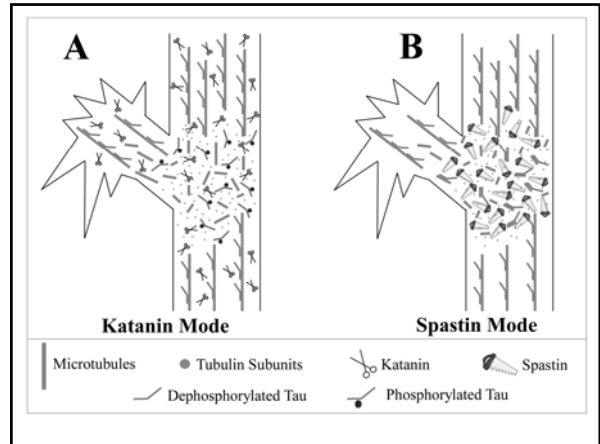 A
B
Katanin Mode
Spastin Mode
Microtubules
Tubulin Subunits
Katanin
Spastin
Dephosphorylated Tau
Phosphorylated Tau